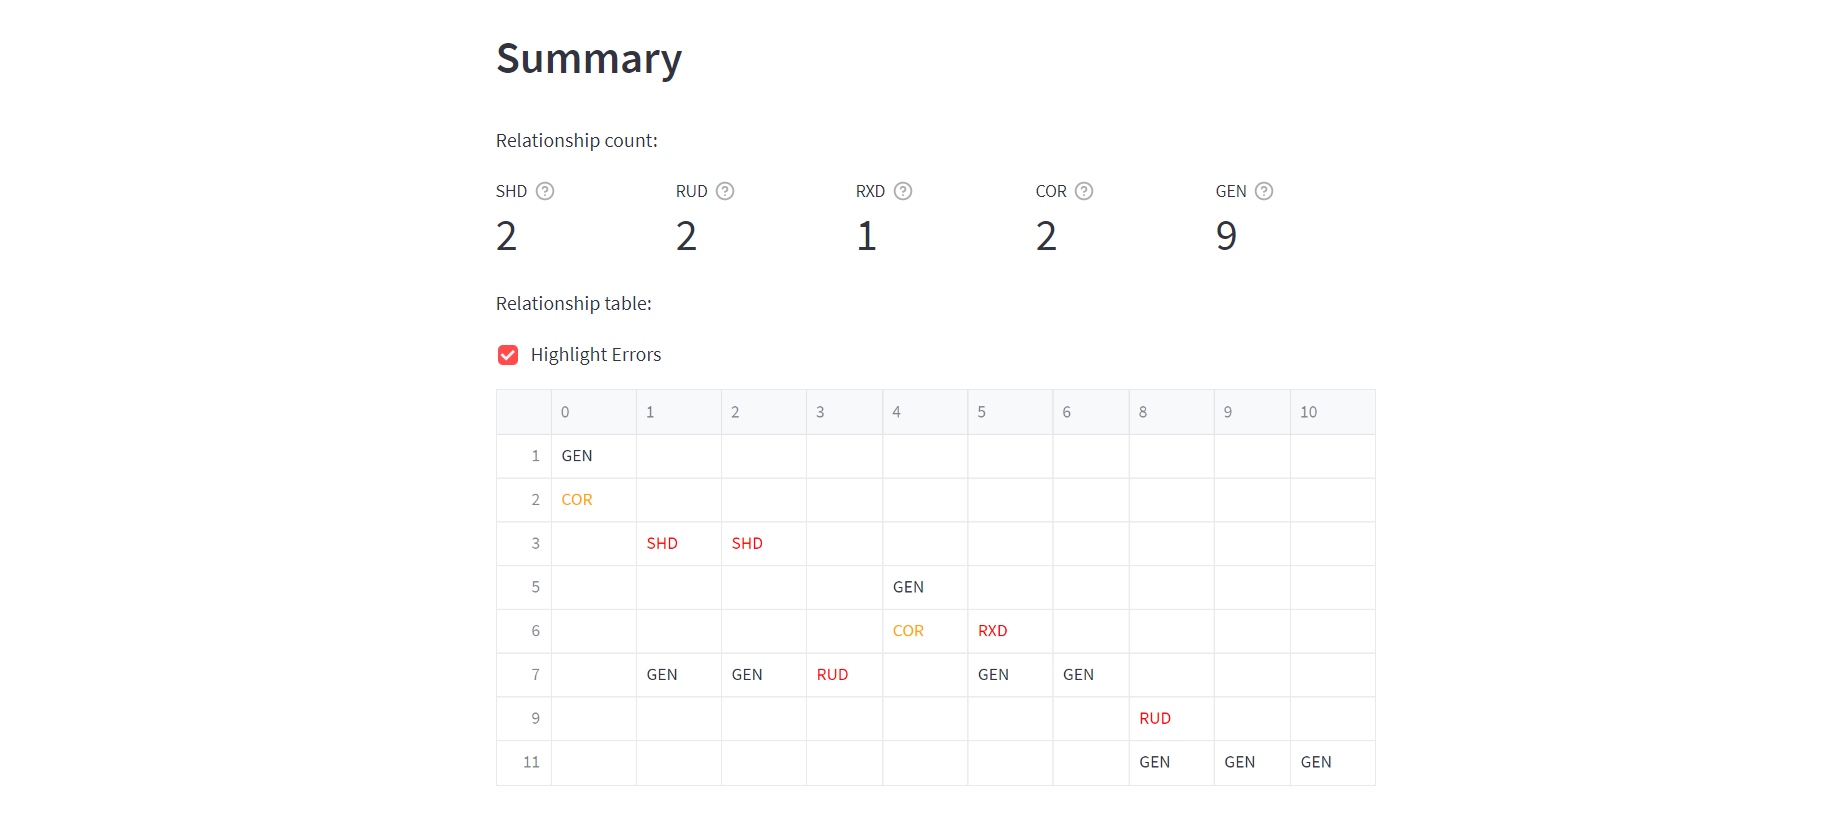 Summary
Relationship count:
SHD RUD RXD COR GEN
2 2 1 2 9
Relationship table:
Highlight Errors
0 1 2 3 4 5 6 8 9 10
1 GEN
2 COR
3 SHD SHD
5 GEN
6 COR RXD
7 GEN GEN RUD GEN GEN
9 RUD
11 GEN GEN GEN